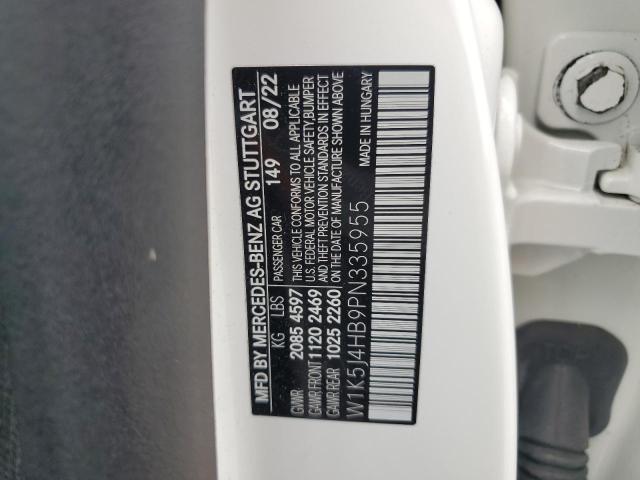 MFD BY MERCEDES-BENZ AG STUTTGART
KG LBS PASSENGER CAR 149 08/22
GVWR 2085 4597 THIS VEHICLE CONFORMS TO ALL APPLICABLE
GAWR FRONT 1120 2469 U.S. FEDERAL MOTOR VEHICLE SAFETY,BUMPER
AND THEFT PREVENTION STANDARDS IN EFFECT
GAWR REAR 1025 2260 ON THE DATE OF MANUFACTURE SHOWN ABOVE
W1K5J4HB9PN335955 MADE IN HUNGARY